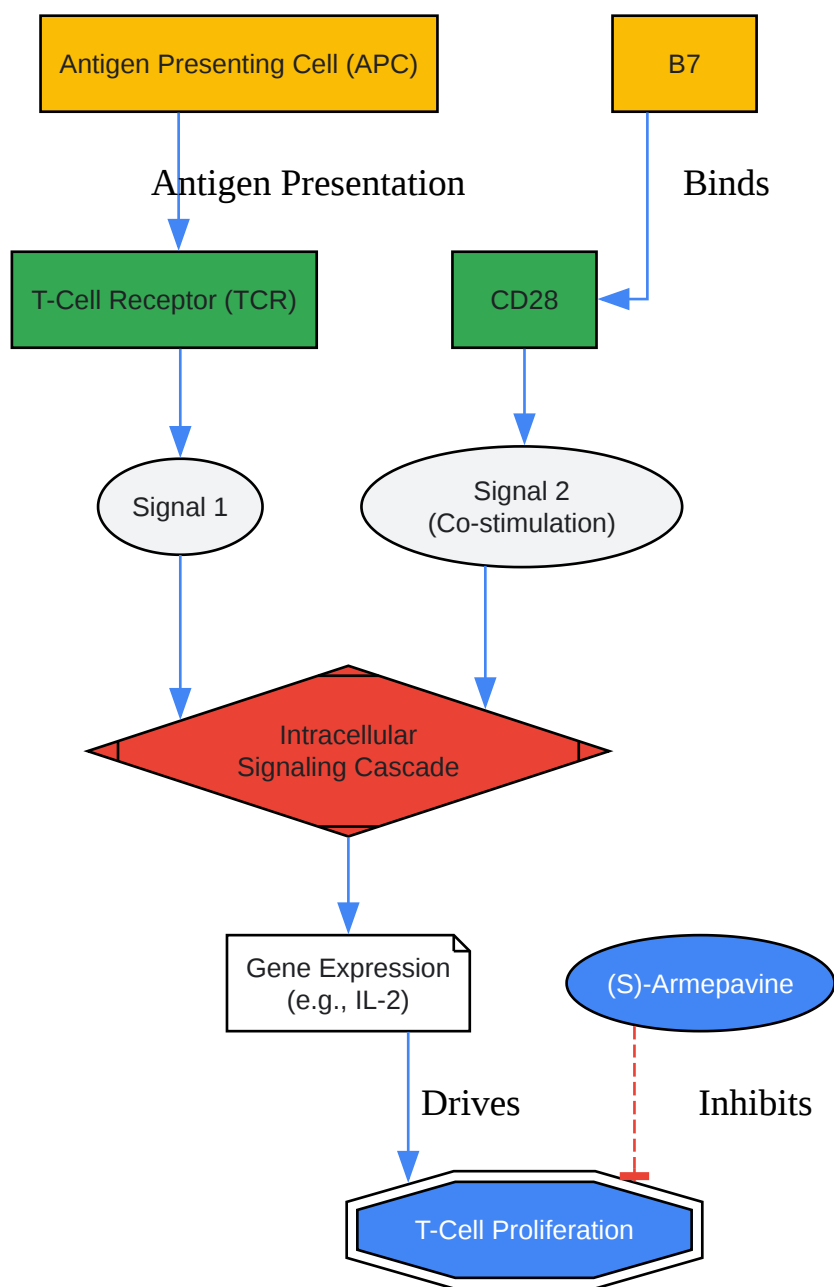 Antigen Presenting Cell (APC)
B7
Antigen Presentation
Binds
T-Cell Receptor (TCR)
CD28
Signal 1
Signal 2
(Co-stimulation)
Intracellular
Signaling Cascade
Gene Expression
(e.g., IL-2)
(S)-Armepavine
Drives
Inhibits
T-Cell Proliferation